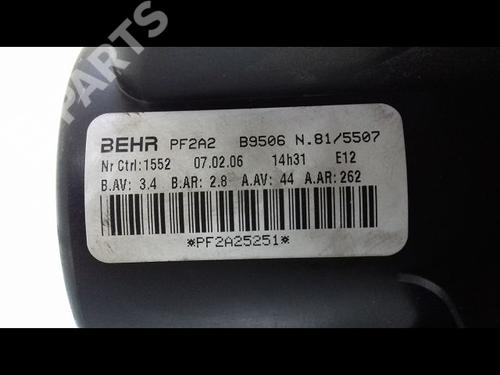 PARTS
BEHR PF2A2 B9506 N.81/5507
Nr Ctrl:1552 07.02.06 14h31 E12
B.AV: 3.4 B.AR: 2.8 A.AV: 44 A.AR: 262
*PF2A25251*